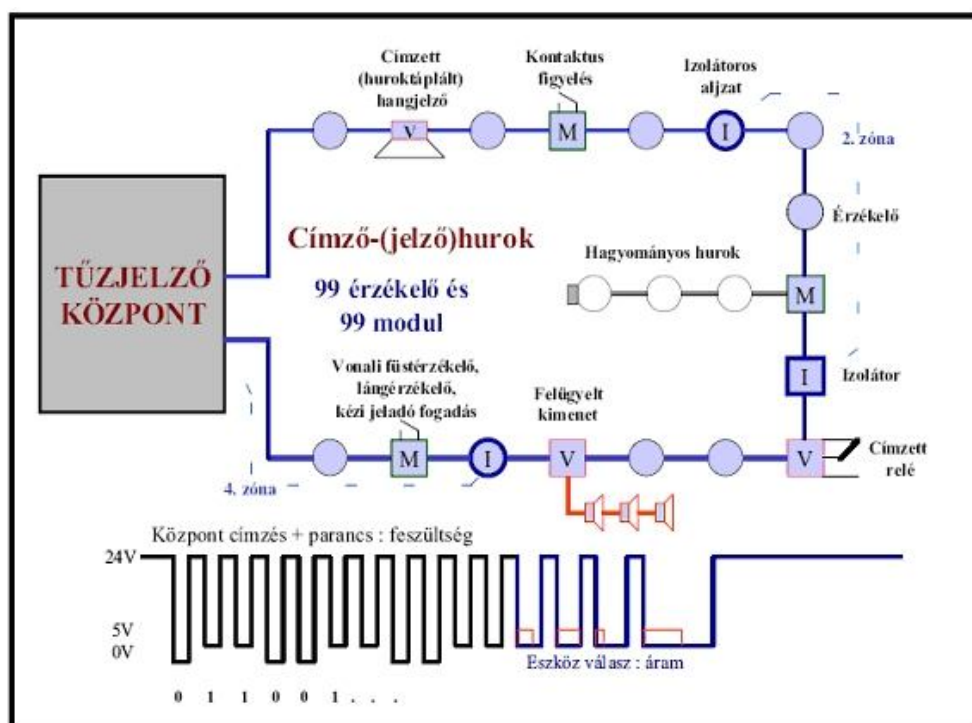 Címzett
(huroktáplált)
hangjelző
Kontaktus
figyelés
Izolátoros
aljzat
V
M
I
2. zóna
TŰZJELZŐ
KÖZPONT
Címző-(jelző)hurok
99 érzékelő és
99 modul
Érzékelő
Hagyományos hurok
M
Vonali füstérzékelő,
lángérzékelő,
kézi jeladó fogadás
Felügyelt
kimenet
I
Izolátor
M
I
V
V
Címzett
relé
4. zóna
Központ címzés + parancs : feszültség
24V
5V
0V
Eszköz válasz : áram
0 1 1 0 0 1 . . .